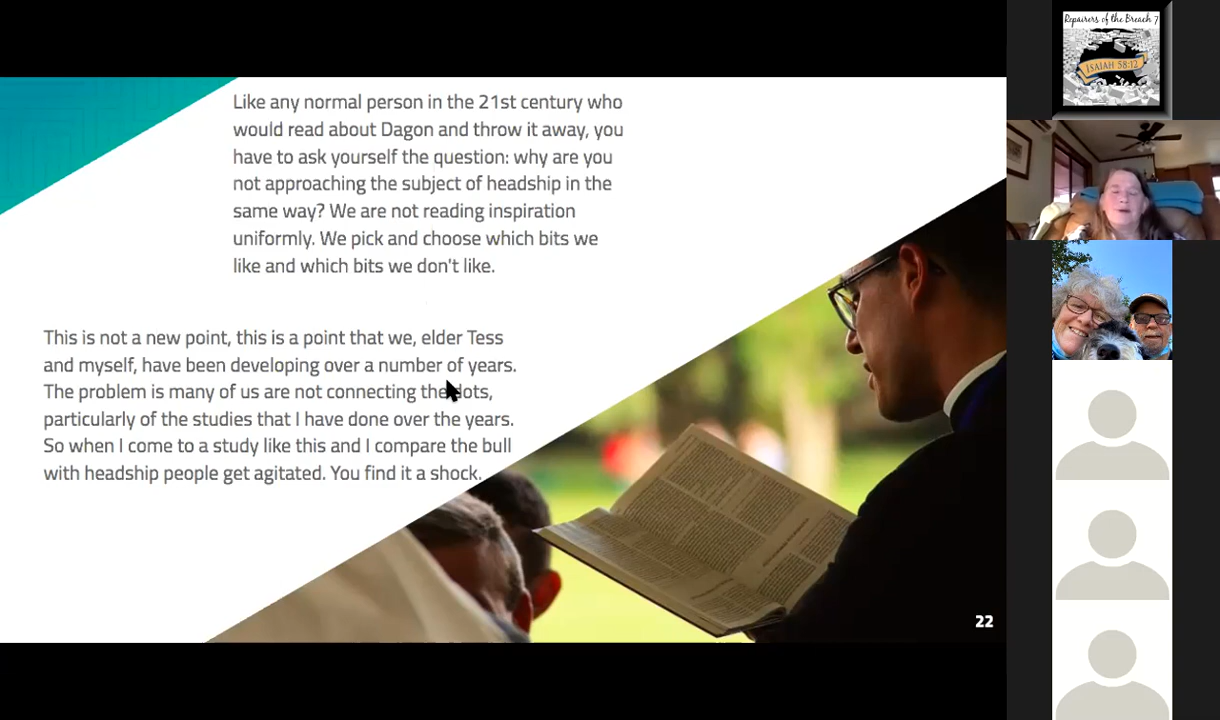 Like any normal person in the 21st century who
would read about Dagon and throw it away, you
have to ask yourself the question: why are you
not approaching the subject of headship in the
same way? We are not reading inspiration
uniformly. We pick and choose which bits we
like and which bits we don't like.
This is not a new point, this is a point that we, elder Tess
and myself, have been developing over a number of years.
The problem is many of us are not connecting the dots,
particularly of the studies that I have done over the years.
So when I come to a study like this and I compare the bull
with headship people get agitated. You find it a shock.
22
Repairers of the Breach 7
ISAIAH 58:12